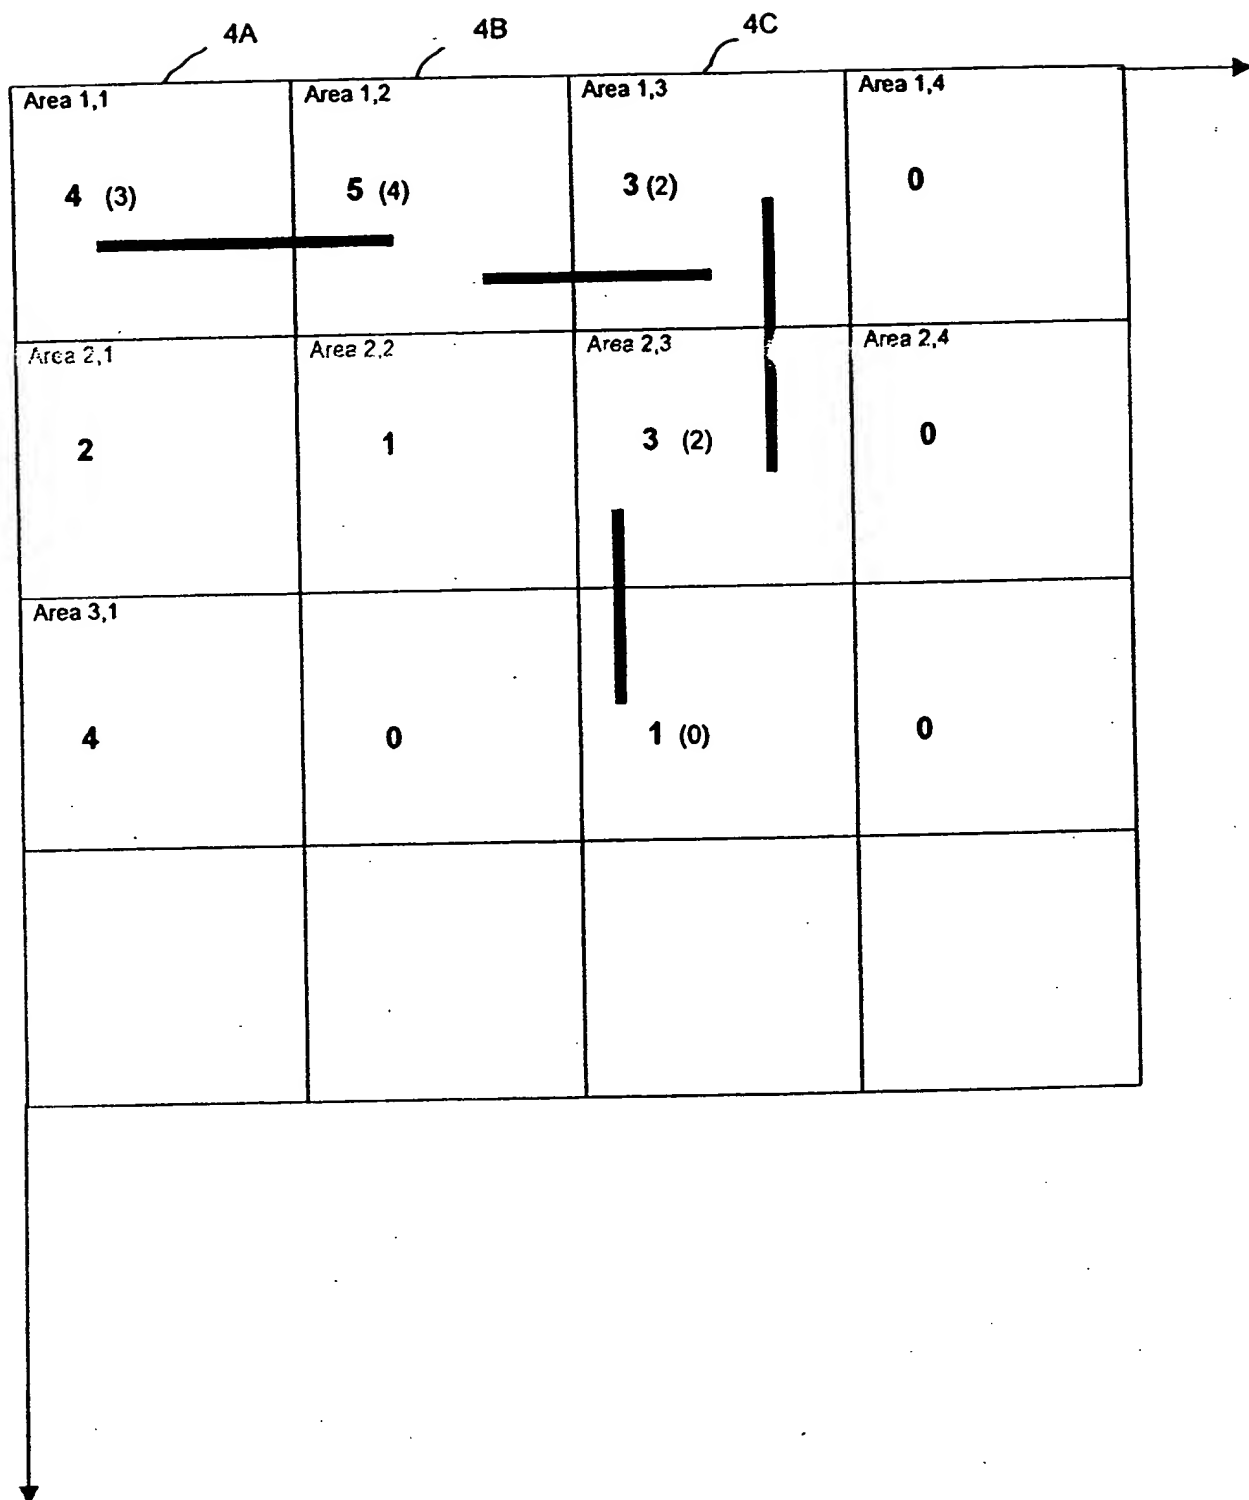 4A 4B 4C
Area 1,1 Area 1,2 Area 1,3 Area 1,4
4 (3) 5 (4) 3 (2) 0
Area 2,1 Area 2,2 Area 2,3 Area 2,4
2 1 3 (2) 0
Area 3,1
4 0 1 (0) 0